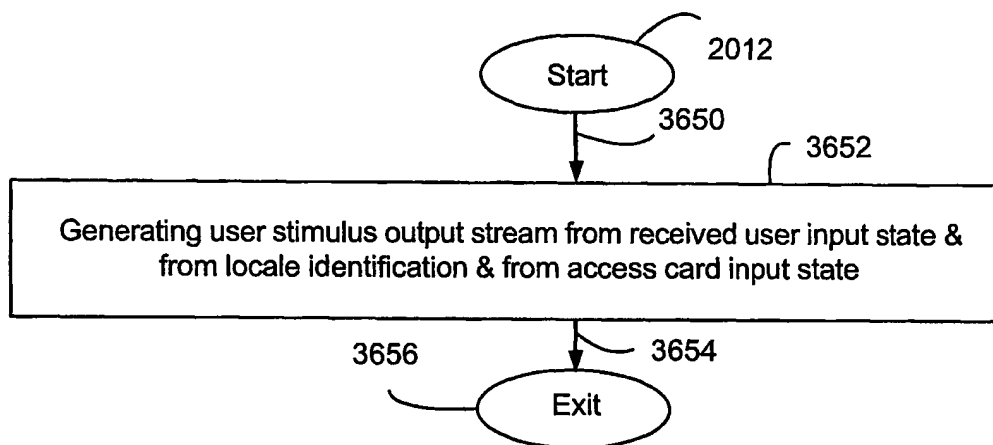 2012
Start
3650
3652
Generating user stimulus output stream from received user input state &
from locale identification & from access card input state
3656
3654
Exit